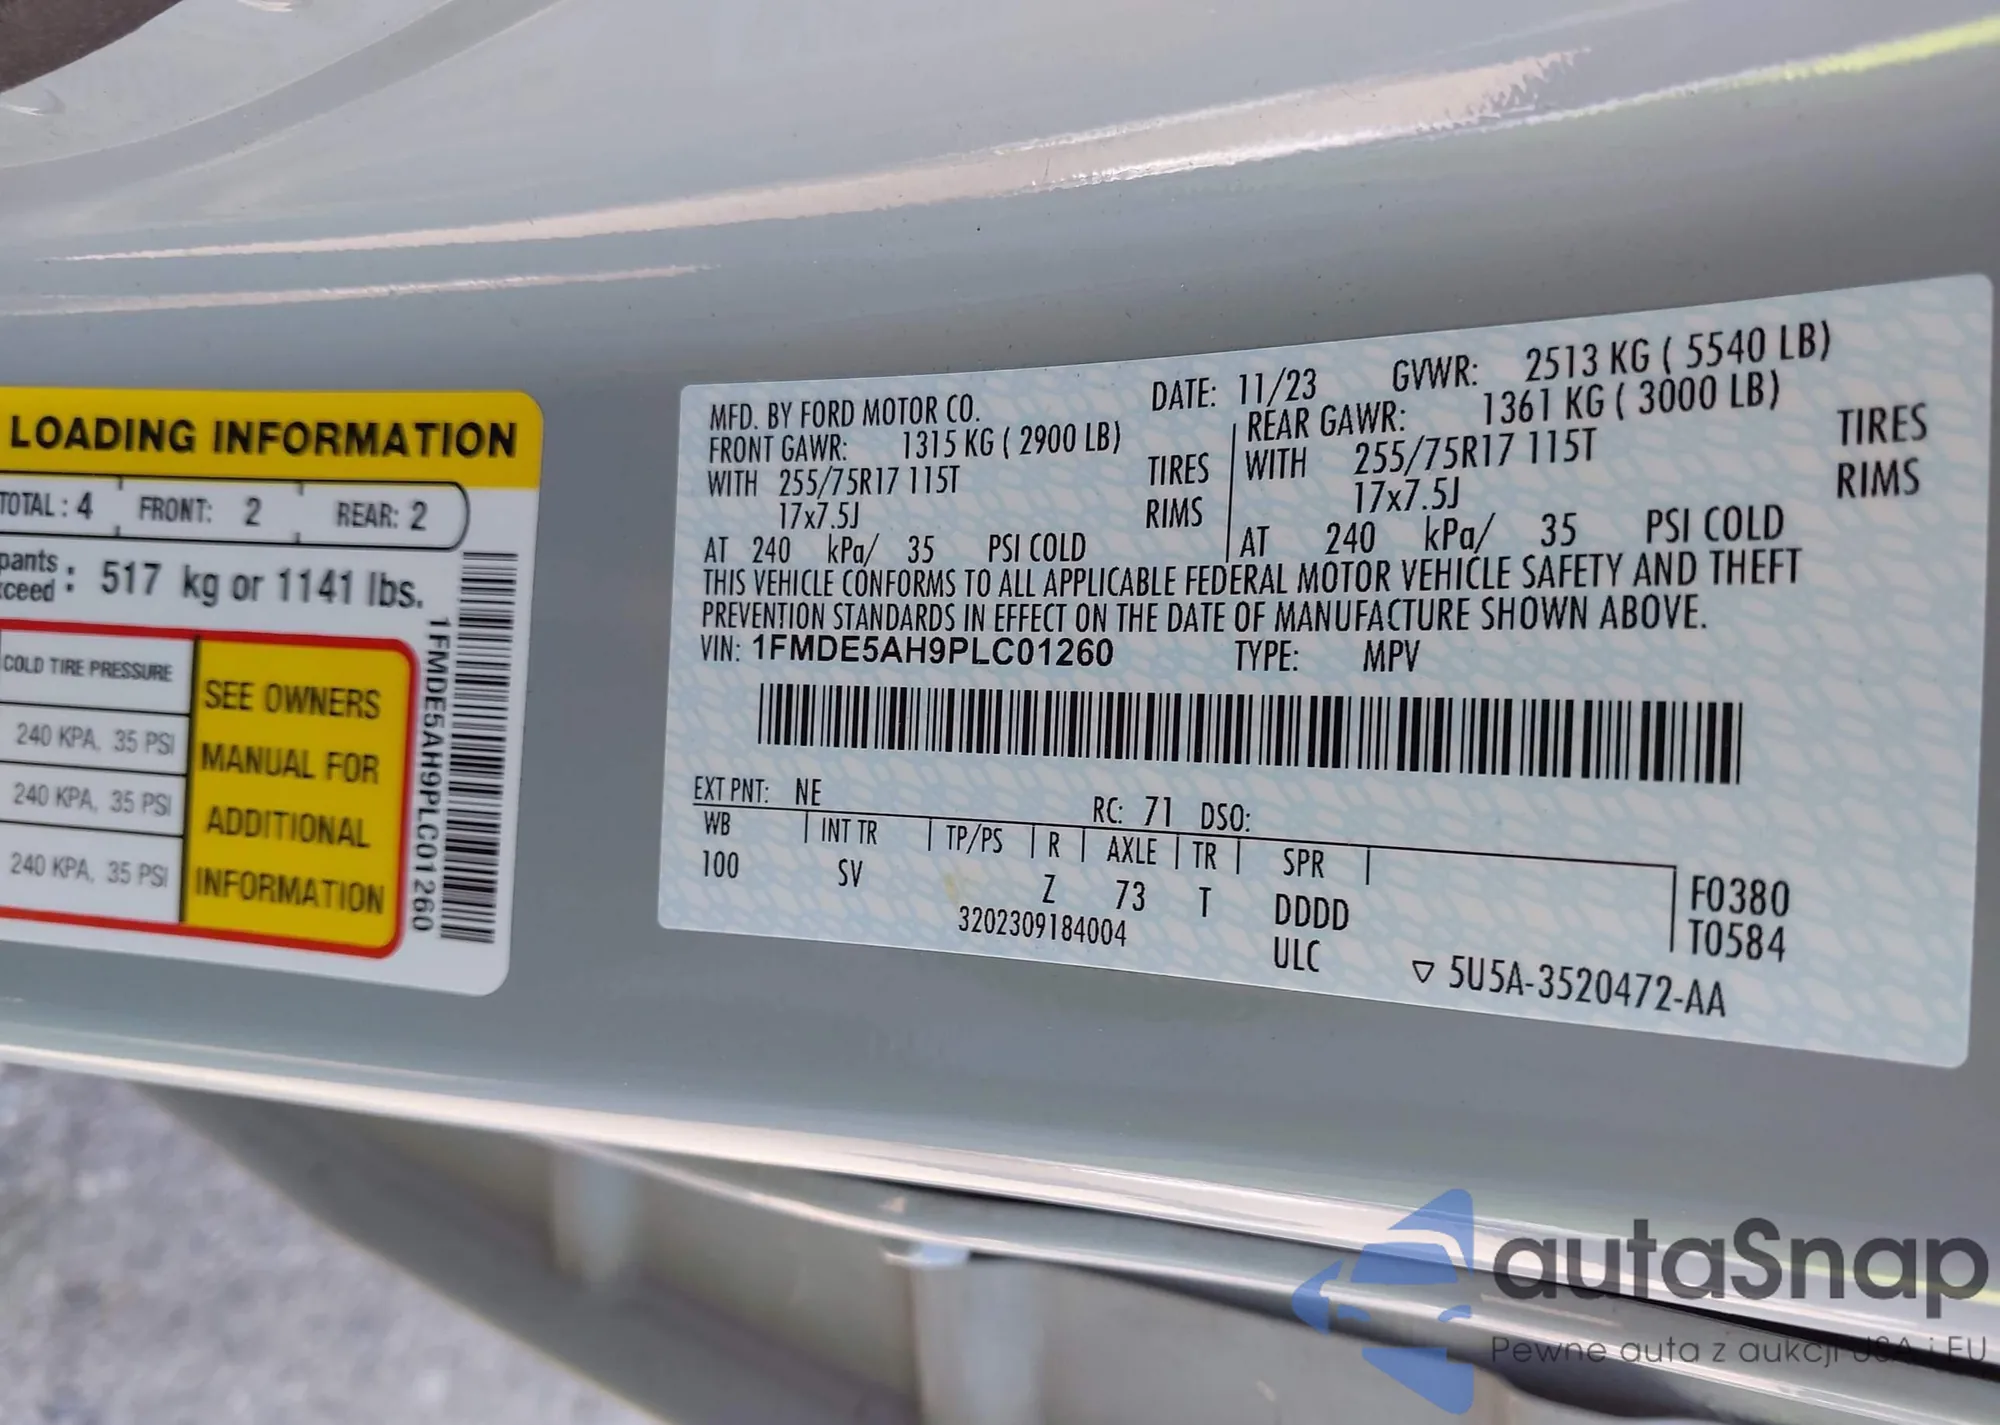 LOADING INFORMATION
TOTAL: 4 FRONT: 2 REAR: 2
517 kg or 1141 lbs.
COLD TIRE PRESSURE
240 KPA, 35 PSI
240 KPA, 35 PSI
240 KPA, 35 PSI
SEE OWNERS
MANUAL FOR
ADDITIONAL
INFORMATION
1FMDE5AH9PLC01260
MFD. BY FORD MOTOR CO. DATE: 11/23 GVWR: 2513 KG ( 5540 LB)
FRONT GAWR: 1315 KG ( 2900 LB) REAR GAWR: 1361 KG ( 3000 LB)
WITH 255/75R17 115T TIRES WITH 255/75R17 115T TIRES
17x7.5J RIMS 17x7.5J RIMS
AT 240 kPa/ 35 PSI COLD AT 240 kPa/ 35 PSI COLD
THIS VEHICLE CONFORMS TO ALL APPLICABLE FEDERAL MOTOR VEHICLE SAFETY AND THEFT
PREVENTION STANDARDS IN EFFECT ON THE DATE OF MANUFACTURE SHOWN ABOVE.
VIN: 1FMDE5AH9PLC01260 TYPE: MPV
EXT PNT: NE RC: 71 DSO:
WB INT TR TP/PS R AXLE TR SPR
100 SV Z 73 T DDDD
3202309184004 ULC
F0380
T0584
▽ 5U5A-3520472-AA
autaSnap
Pewne auta z aukcji USA i EU